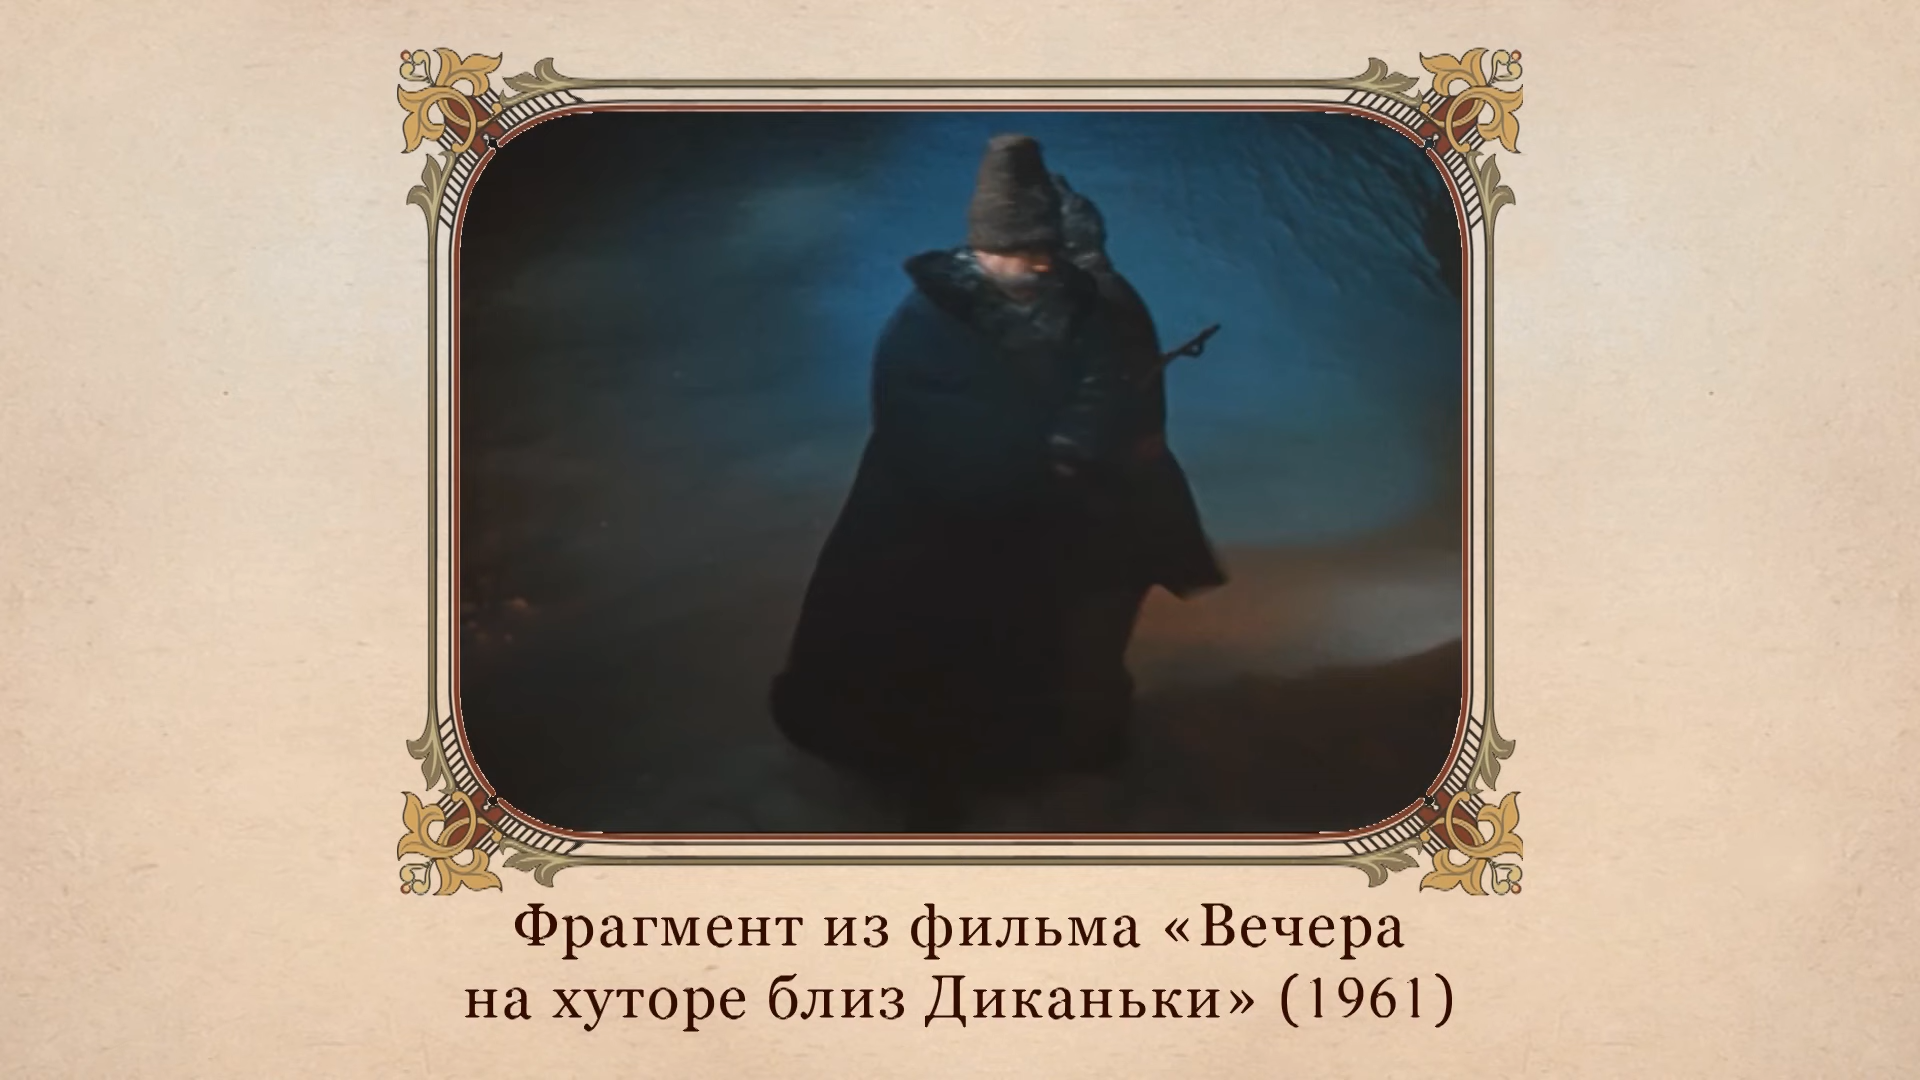 Фрагмент из фильма «Вечера
на хуторе близ Диканьки» (1961)